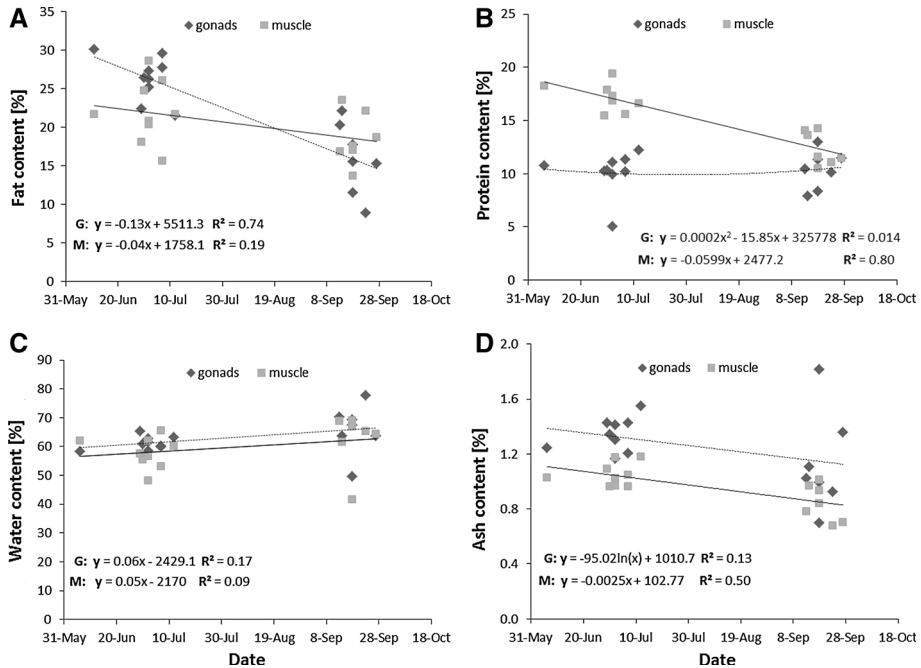 A
gonads muscle
Fat content [%]
35
30
25
20
15
10
5
0
G: y = -0.13x + 5511.3 R² = 0.74
M: y = -0.04x + 1758.1 R² = 0.19
31-May 20-Jun 10-Jul 30-Jul 19-Aug 8-Sep 28-Sep 18-Oct
B
gonads muscle
Protein content [%]
25
20
15
10
5
0
G: y = 0.0002x² - 15.85x + 325778 R² = 0.014
M: y = -0.0599x + 2477.2 R² = 0.80
31-May 20-Jun 10-Jul 30-Jul 19-Aug 8-Sep 28-Sep 18-Oct
C
gonads muscle
Water content [%]
90
80
70
60
50
40
30
20
10
0
G: y = 0.06x - 2429.1 R² = 0.17
M: y = 0.05x - 2170 R² = 0.09
31-May 20-Jun 10-Jul 30-Jul 19-Aug 8-Sep 28-Sep 18-Oct
Date
D
gonads muscle
Ash content [%]
2.0
1.6
1.2
0.8
0.4
0.0
G: y = -95.02ln(x) + 1010.7 R² = 0.13
M: y = -0.0025x + 102.77 R² = 0.50
31-May 20-Jun 10-Jul 30-Jul 19-Aug 8-Sep 28-Sep 18-Oct
Date